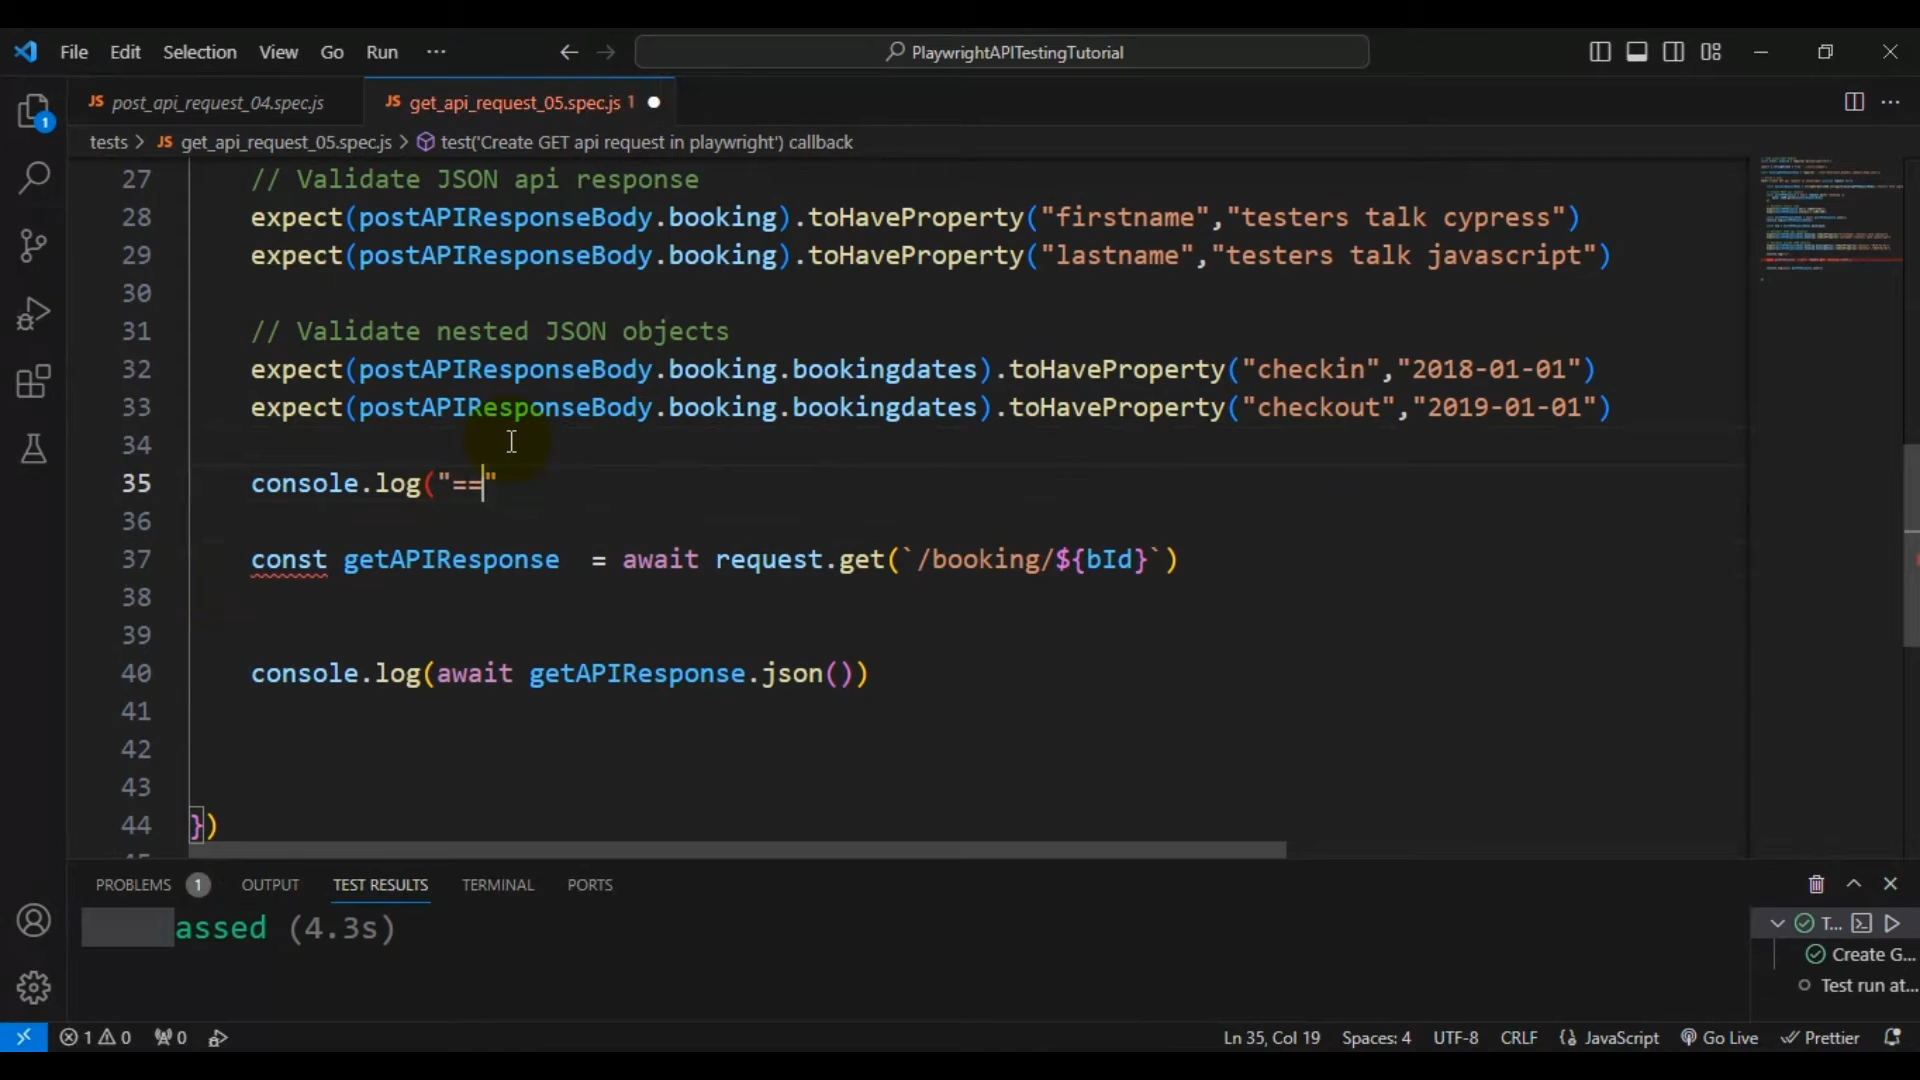 File Edit Selection View Go Run ··· PlaywrightAPITestingTutorial
JS post_api_request_04.spec.js JS get_api_request_05.spec.js 1
tests > JS get_api_request_05.spec.js > test('Create GET api request in playwright') callback
27 // Validate JSON api response
28 expect(postAPIResponseBody.booking).toHaveProperty("firstname","testers talk cypress")
29 expect(postAPIResponseBody.booking).toHaveProperty("lastname","testers talk javascript")
30
31 // Validate nested JSON objects
32 expect(postAPIResponseBody.booking.bookingdates).toHaveProperty("checkin","2018-01-01")
33 expect(postAPIResponseBody.booking.bookingdates).toHaveProperty("checkout","2019-01-01")
34
35 console.log("=="
36
37 const getAPIResponse  = await request.get(`/booking/${bId}`)
38
39
40 console.log(await getAPIResponse.json())
41
42
43
44 })
PROBLEMS 1 OUTPUT TEST RESULTS TERMINAL PORTS
assed (4.3s)
T...
Create G...
Test run at...
1 0 0 Ln 35, Col 19 Spaces: 4 UTF-8 CRLF JavaScript Go Live Prettier